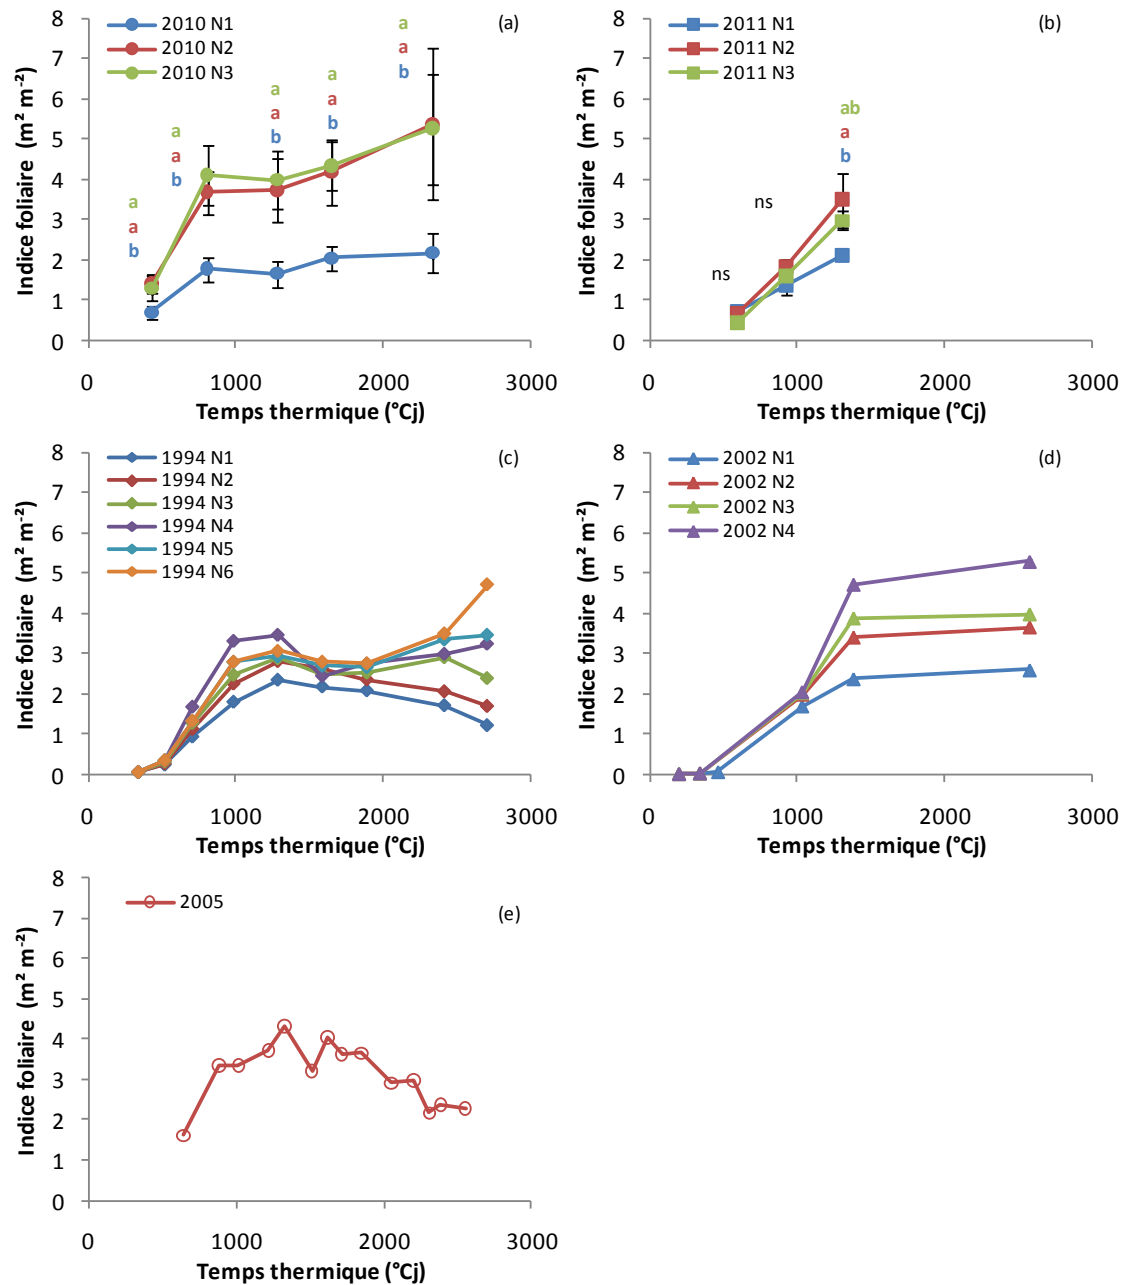 2010 N1
2010 N2
2010 N3
(a)
a
a
b
a
a
b
a
a
b
a
a
b
a
a
b
8
7
6
5
4
3
2
1
0
0
1000
2000
3000
Indice foliaire (m² m⁻²)
Temps thermique (°Cj)
2011 N1
2011 N2
2011 N3
(b)
ab
a
b
ns
ns
8
7
6
5
4
3
2
1
0
0
1000
2000
3000
Indice foliaire (m² m⁻²)
Temps thermique (°Cj)
1994 N1
1994 N2
1994 N3
1994 N4
1994 N5
1994 N6
(c)
8
7
6
5
4
3
2
1
0
0
1000
2000
3000
Indice foliaire (m² m⁻²)
Temps thermique (°Cj)
2002 N1
2002 N2
2002 N3
2002 N4
(d)
8
7
6
5
4
3
2
1
0
0
1000
2000
3000
Indice foliaire (m² m⁻²)
Temps thermique (°Cj)
2005
(e)
8
7
6
5
4
3
2
1
0
0
1000
2000
3000
Indice foliaire (m² m⁻²)
Temps thermique (°Cj)